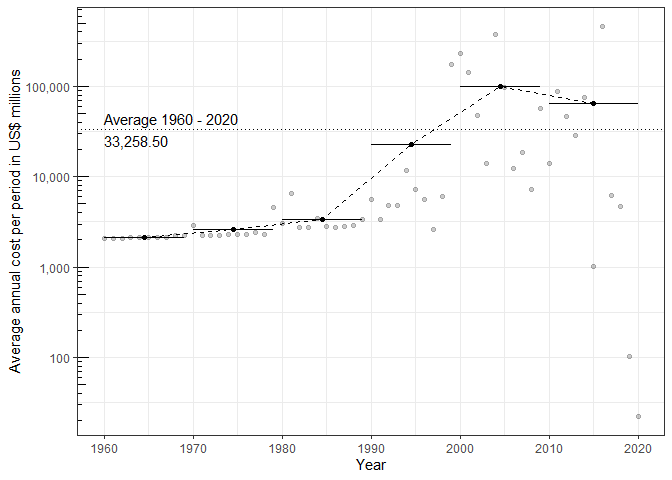 Average annual cost per period in US$ millions
100,000
10,000
1,000
100
Average 1960 - 2020
33,258.50
1960 1970 1980 1990 2000 2010 2020
Year